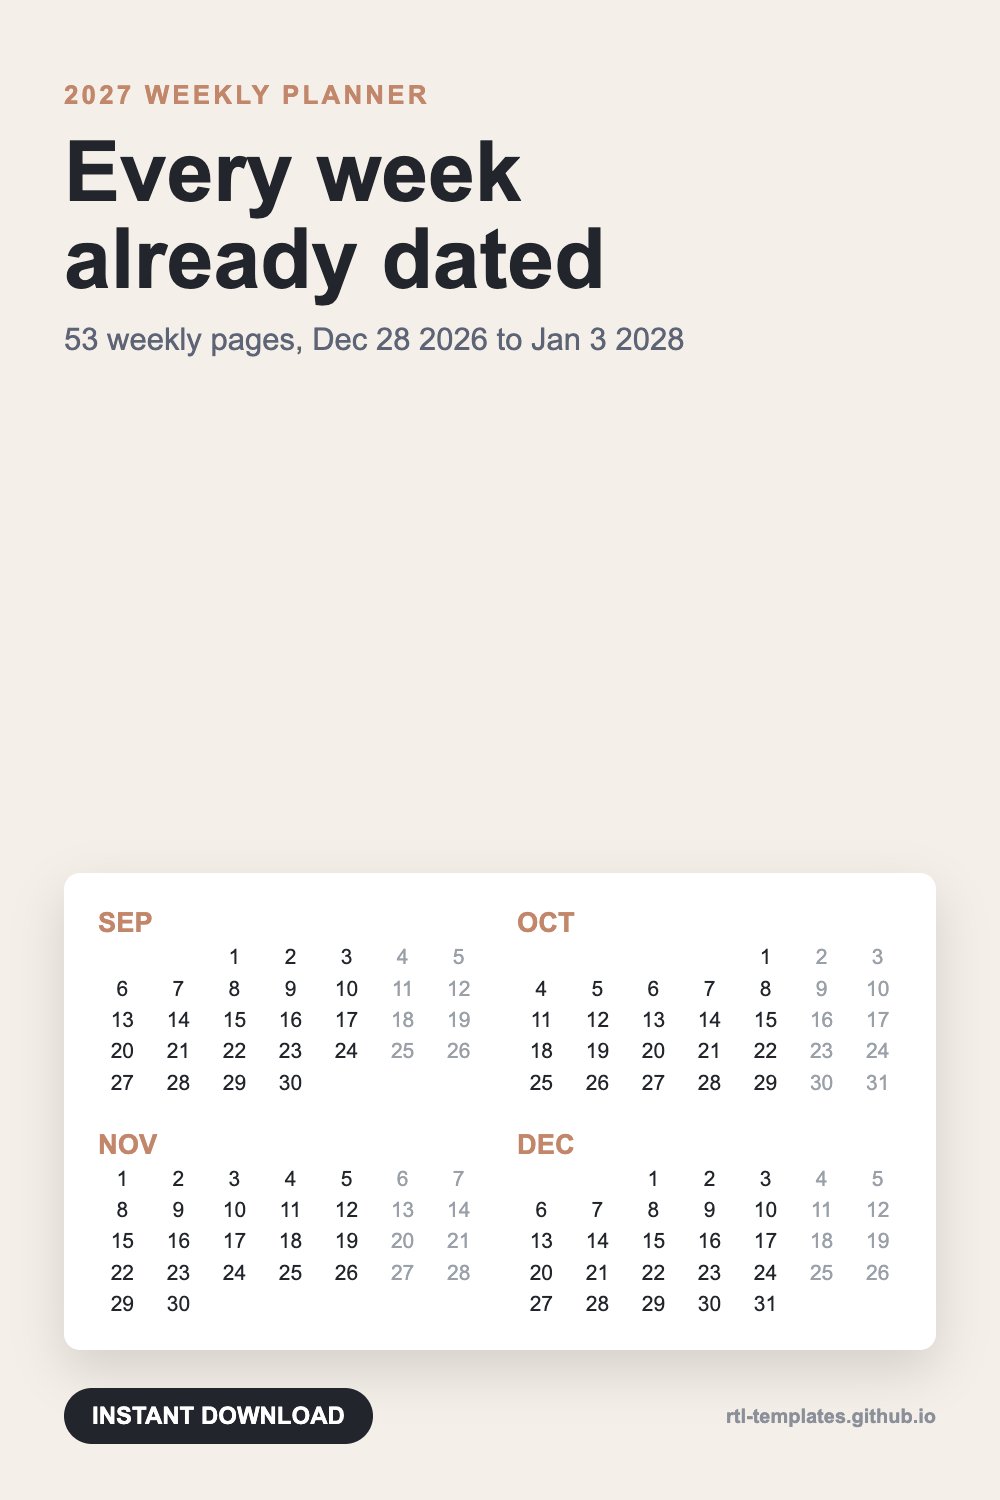 2027 WEEKLY PLANNER
Every week
already dated
53 weekly pages, Dec 28 2026 to Jan 3 2028
SEP
1 2 3 4 5
6 7 8 9 10 11 12
13 14 15 16 17 18 19
20 21 22 23 24 25 26
27 28 29 30
OCT
1 2 3
4 5 6 7 8 9 10
11 12 13 14 15 16 17
18 19 20 21 22 23 24
25 26 27 28 29 30 31
NOV
1 2 3 4 5 6 7
8 9 10 11 12 13 14
15 16 17 18 19 20 21
22 23 24 25 26 27 28
29 30
DEC
1 2 3 4 5
6 7 8 9 10 11 12
13 14 15 16 17 18 19
20 21 22 23 24 25 26
27 28 29 30 31
INSTANT DOWNLOAD
rtl-templates.github.io